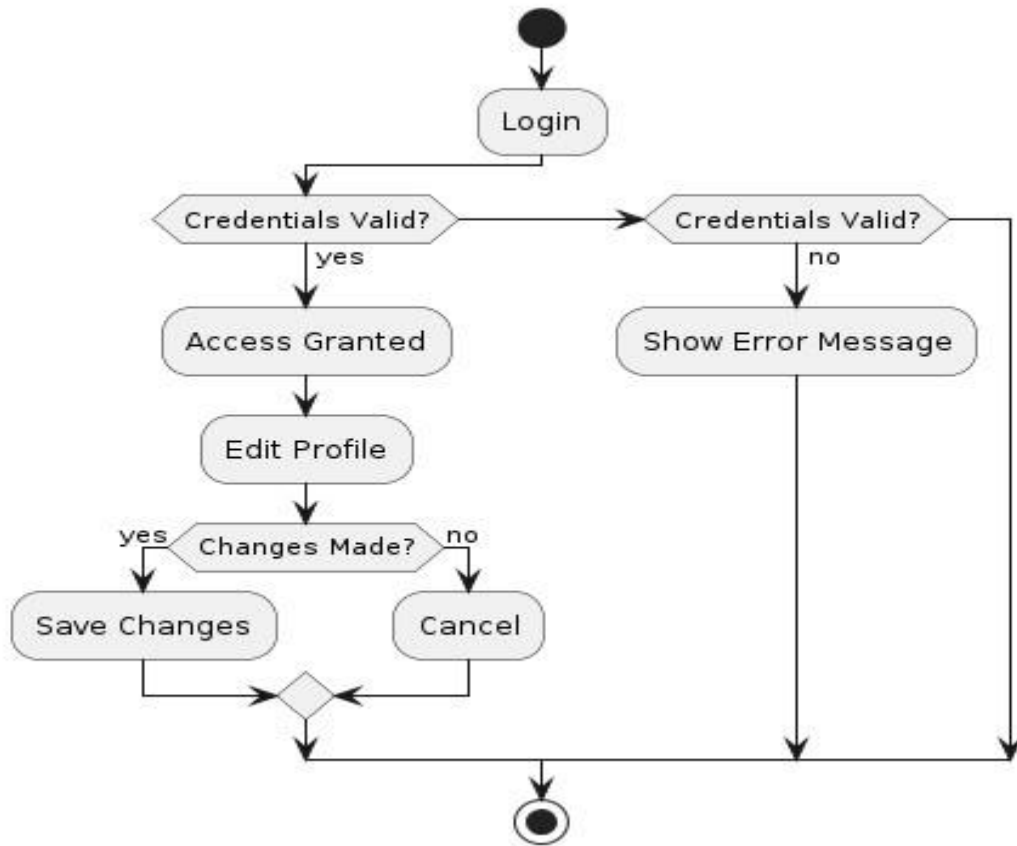 Login
Credentials Valid?
Credentials Valid?
yes
no
Access Granted
Show Error Message
Edit Profile
yes
Changes Made?
no
Save Changes
Cancel